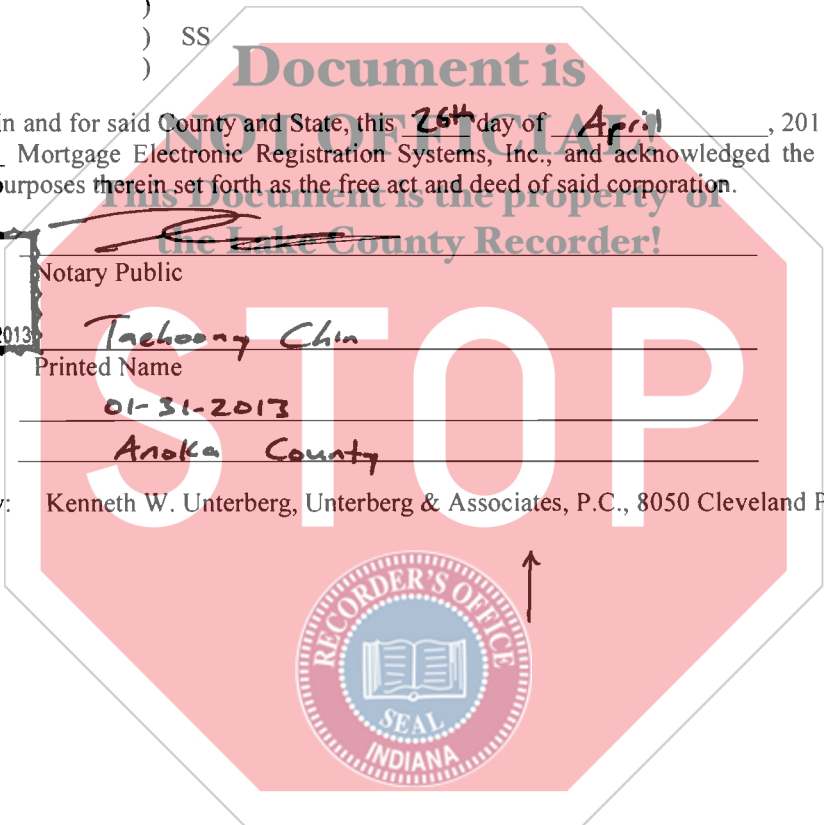 )
) SS
)
Document is
in and for said County and State, this 26th day of April, 201
NOT OFFICIAL!
Mortgage Electronic Registration Systems, Inc., and acknowledged the
purposes therein set forth as the free act and deed of said corporation.
This Document is the property of
the Lake County Recorder!
Notary Public
2013 Taehoony Chin
Printed Name
01-31-2013
Anoka County
STOP
y: Kenneth W. Unterberg, Unterberg & Associates, P.C., 8050 Cleveland P
RECORDER'S OFFICE
SEAL
INDIANA